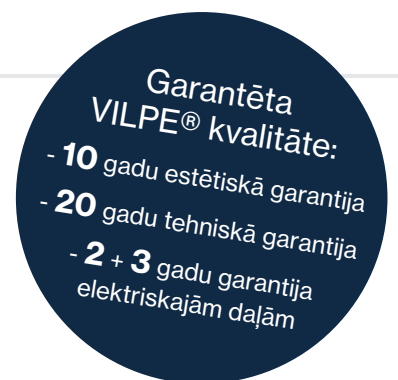 Garantēta
VILPE® kvalitāte:
- 10 gadu estētiskā garantija
- 20 gadu tehniskā garantija
- 2 + 3 gadu garantija
elektriskajām daļām